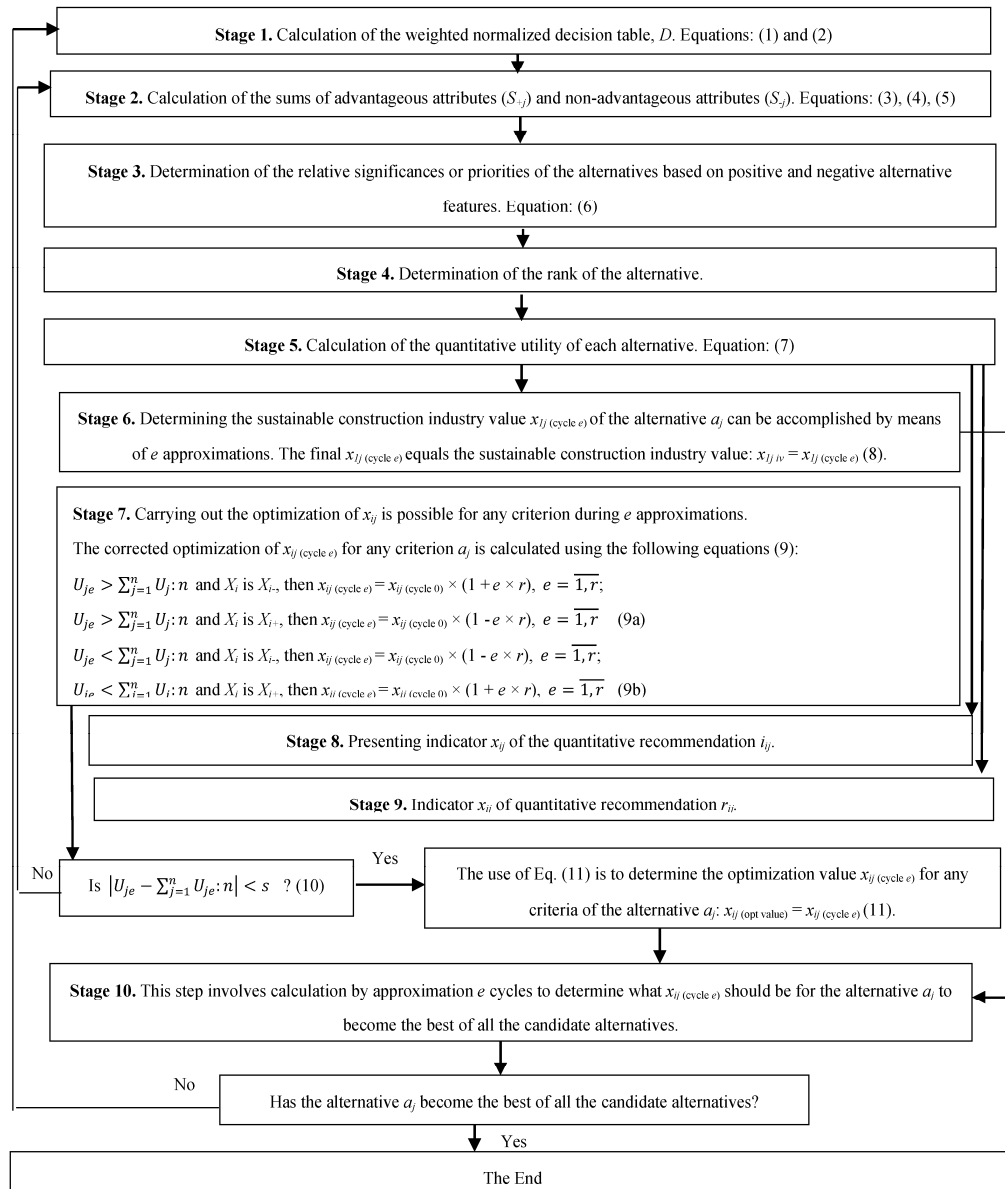 Stage 1. Calculation of the weighted normalized decision table, D. Equations: (1) and (2)
Stage 2. Calculation of the sums of advantageous attributes (S+j) and non-advantageous attributes (S-j). Equations: (3), (4), (5)
Stage 3. Determination of the relative significances or priorities of the alternatives based on positive and negative alternative
features. Equation: (6)
Stage 4. Determination of the rank of the alternative.
Stage 5. Calculation of the quantitative utility of each alternative. Equation: (7)
Stage 6. Determining the sustainable construction industry value x1j (cycle e) of the alternative aj can be accomplished by means
of e approximations. The final x1j (cycle e) equals the sustainable construction industry value: x1j iv = x1j (cycle e) (8).
Stage 7. Carrying out the optimization of xij is possible for any criterion during e approximations.
The corrected optimization of xij (cycle e) for any criterion aj is calculated using the following equations (9):
Uje > ∑ⁿj=1 Uj: n and Xi is Xi-, then xij (cycle e) = xij (cycle 0) × (1 + e × r), e = 1,r;
Uje > ∑ⁿj=1 Uj: n and Xi is Xi+, then xij (cycle e) = xij (cycle 0) × (1 - e × r), e = 1,r (9a)
Uje < ∑ⁿj=1 Uj: n and Xi is Xi-, then xij (cycle e) = xij (cycle 0) × (1 - e × r), e = 1,r;
Uje < ∑ⁿj=1 Uj: n and Xi is Xi+, then xij (cycle e) = xij (cycle 0) × (1 + e × r), e = 1,r (9b)
Stage 8. Presenting indicator xij of the quantitative recommendation iij.
Stage 9. Indicator xij of quantitative recommendation rij.
No
Is |Uje − ∑ⁿj=1 Uje: n| < s ? (10)
Yes
The use of Eq. (11) is to determine the optimization value xij (cycle e) for any
criteria of the alternative aj: xij (opt value) = xij (cycle e) (11).
Stage 10. This step involves calculation by approximation e cycles to determine what xij (cycle e) should be for the alternative aj to
become the best of all the candidate alternatives.
No
Has the alternative aj become the best of all the candidate alternatives?
Yes
The End